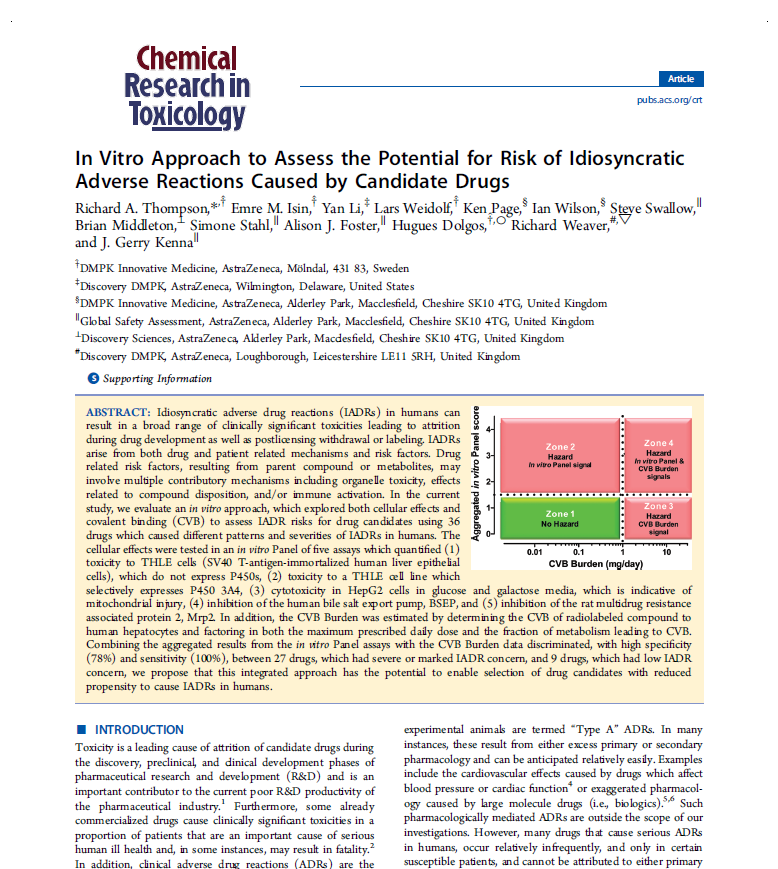 Chemical
Research in
Toxicology
Article
pubs.acs.org/crt
In Vitro Approach to Assess the Potential for Risk of Idiosyncratic
Adverse Reactions Caused by Candidate Drugs
Richard A. Thompson,*,† Emre M. Isin,† Yan Li,‡ Lars Weidolf,† Ken Page,§ Ian Wilson,§ Steve Swallow,∥
Brian Middleton,⊥ Simone Stahl,∥ Alison J. Foster,∥ Hugues Dolgos,†,○ Richard Weaver,#,▽
and J. Gerry Kenna∥
†DMPK Innovative Medicine, AstraZeneca, Mölndal, 431 83, Sweden
‡Discovery DMPK, AstraZeneca, Wilmington, Delaware, United States
§DMPK Innovative Medicine, AstraZeneca, Alderley Park, Macclesfield, Cheshire SK10 4TG, United Kingdom
∥Global Safety Assessment, AstraZeneca, Alderley Park, Macclesfield, Cheshire SK10 4TG, United Kingdom
⊥Discovery Sciences, AstraZeneca, Alderley Park, Macclesfield, Cheshire SK10 4TG, United Kingdom
#Discovery DMPK, AstraZeneca, Loughborough, Leicestershire LE11 5RH, United Kingdom
S Supporting Information
ABSTRACT: Idiosyncratic adverse drug reactions (IADRs) in humans can
result in a broad range of clinically significant toxicities leading to attrition
during drug development as well as postlicensing withdrawal or labeling. IADRs
arise from both drug and patient related mechanisms and risk factors. Drug
related risk factors, resulting from parent compound or metabolites, may
involve multiple contributory mechanisms including organelle toxicity, effects
related to compound disposition, and/or immune activation. In the current
study, we evaluate an in vitro approach, which explored both cellular effects and
covalent binding (CVB) to assess IADR risks for drug candidates using 36
drugs which caused different patterns and severities of IADRs in humans. The
cellular effects were tested in an in vitro Panel of five assays which quantified (1)
toxicity to THLE cells (SV40 T-antigen-immortalized human liver epithelial
cells), which do not express P450s, (2) toxicity to a THLE cell line which
selectively expresses P450 3A4, (3) cytotoxicity in HepG2 cells in glucose and galactose media, which is indicative of
mitochondrial injury, (4) inhibition of the human bile salt export pump, BSEP, and (5) inhibition of the rat multidrug resistance
associated protein 2, Mrp2. In addition, the CVB Burden was estimated by determining the CVB of radiolabeled compound to
human hepatocytes and factoring in both the maximum prescribed daily dose and the fraction of metabolism leading to CVB.
Combining the aggregated results from the in vitro Panel assays with the CVB Burden data discriminated, with high specificity
(78%) and sensitivity (100%), between 27 drugs, which had severe or marked IADR concern, and 9 drugs, which had low IADR
concern, we propose that this integrated approach has the potential to enable selection of drug candidates with reduced
propensity to cause IADRs in humans.
Aggregated in vitro Panel score
4
3
2
1
0
Zone 2
Hazard
In vitro Panel signal
Zone 4
Hazard
In vitro Panel &
CVB Burden
signals
Zone 1
No Hazard
Zone 3
Hazard
CVB Burden
signal
0.01 0.1 1 10
CVB Burden (mg/day)
INTRODUCTION
Toxicity is a leading cause of attrition of candidate drugs during
the discovery, preclinical, and clinical development phases of
pharmaceutical research and development (R&D) and is an
important contributor to the current poor R&D productivity of
the pharmaceutical industry.1 Furthermore, some already
commercialized drugs cause clinically significant toxicities in a
proportion of patients that are an important cause of serious
human ill health and, in some instances, may result in fatality.2
In addition, clinical adverse drug reactions (ADRs) are the
experimental animals are termed “Type A” ADRs. In many
instances, these result from either excess primary or secondary
pharmacology and can be anticipated relatively easily. Examples
include the cardiovascular effects caused by drugs which affect
blood pressure or cardiac function4 or exaggerated pharmacol-
ogy caused by large molecule drugs (i.e., biologics).5,6 Such
pharmacologically mediated ADRs are outside the scope of our
investigations. However, many drugs that cause serious ADRs
in humans, occur relatively infrequently, and only in certain
susceptible patients, and cannot be attributed to either primary